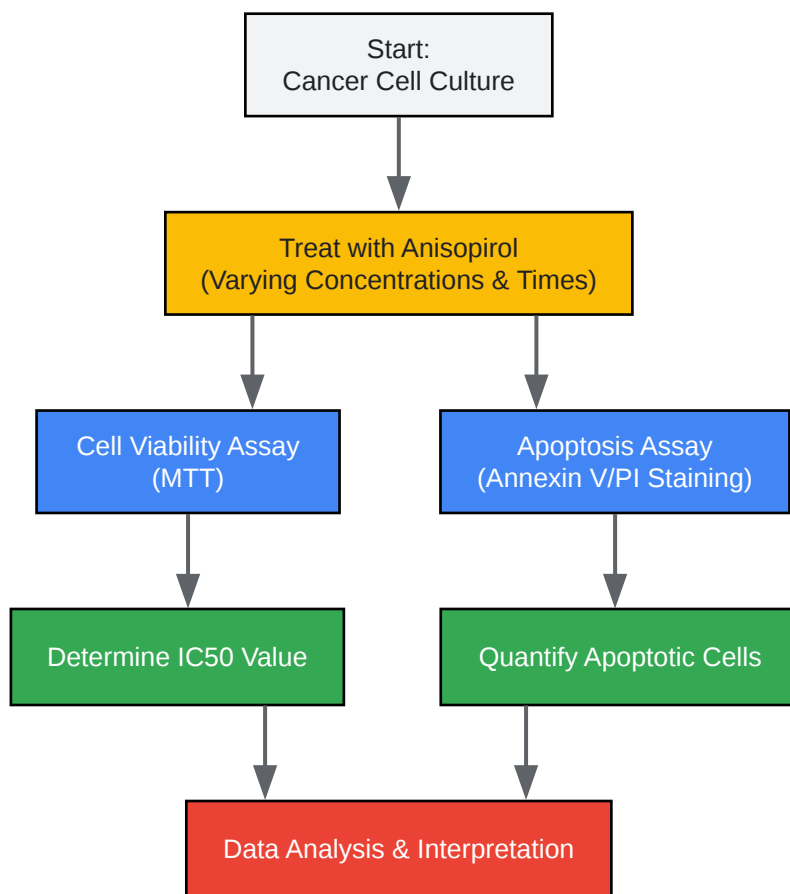 Start:
Cancer Cell Culture
Treat with Anisopirol
(Varying Concentrations & Times)
Cell Viability Assay
(MTT)
Apoptosis Assay
(Annexin V/PI Staining)
Determine IC50 Value
Quantify Apoptotic Cells
Data Analysis & Interpretation